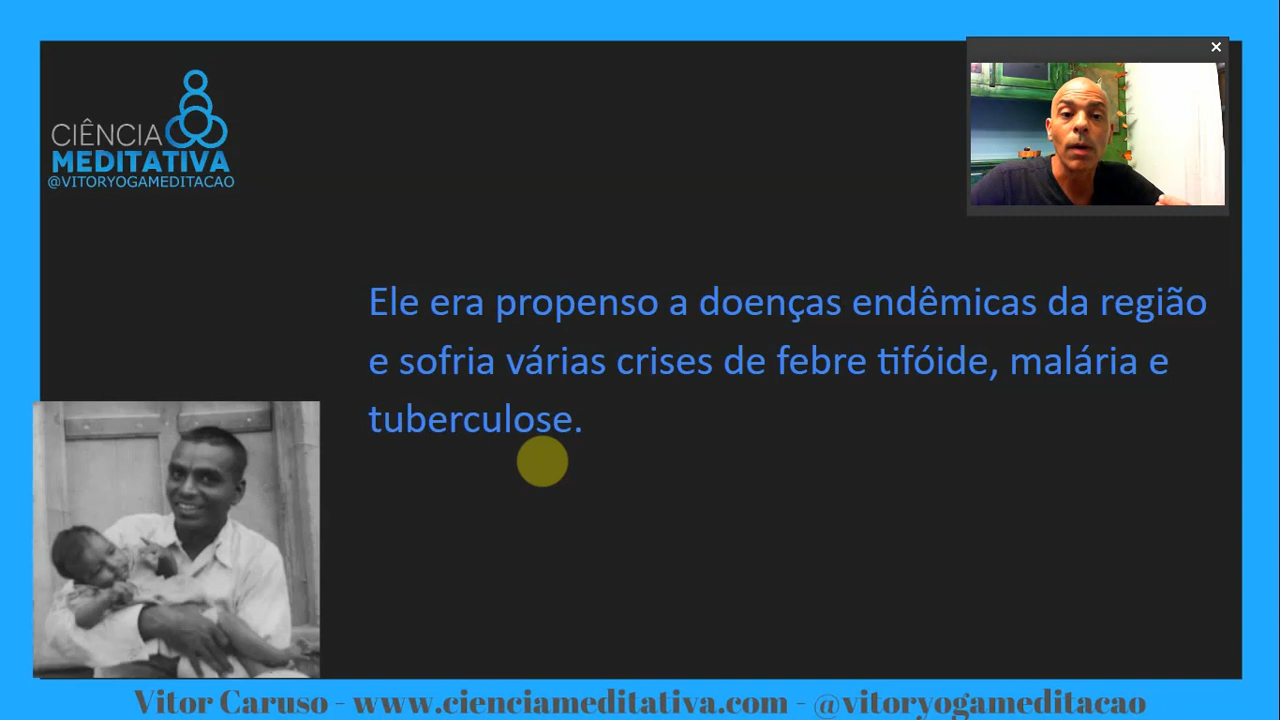 CIÊNCIA
MEDITATIVA
@VITORYOGAMEDITACAO
Ele era propenso a doenças endêmicas da região
e sofria várias crises de febre tifóide, malária e
tuberculose.
Vitor Caruso - www.cienciameditativa.com - @vitoryogameditacao